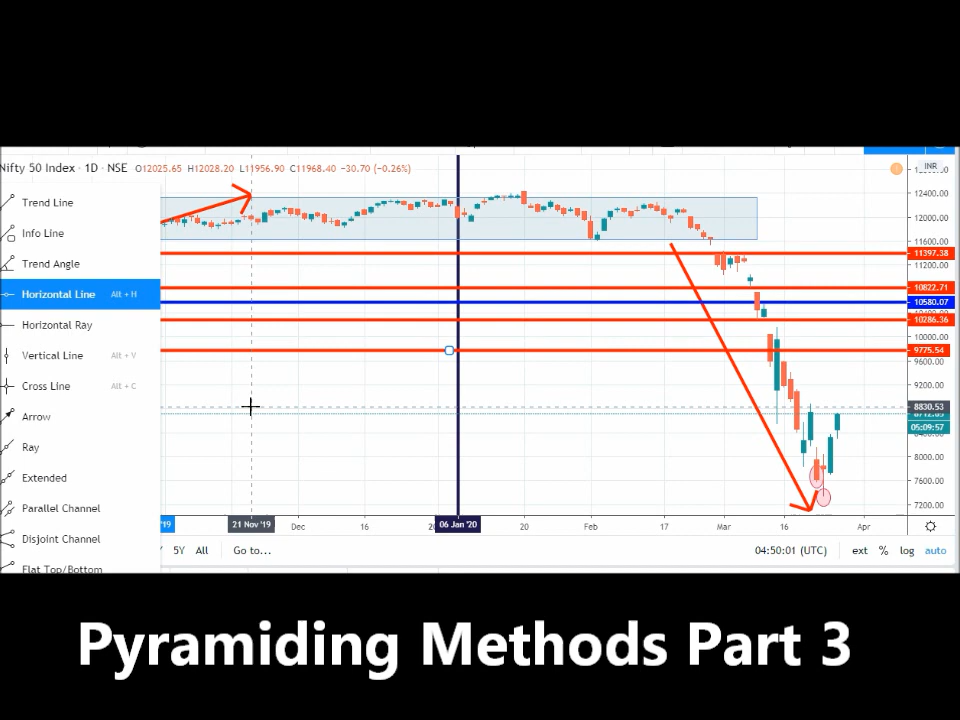 Nifty 50 Index · 1D · NSE O12025.65 H12028.20 L11956.90 C11968.40 −30.70 (−0.26%)
INR
12400.00
Trend Line
12000.00
Info Line
11600.00
11397.38
Trend Angle
11200.00
10822.71
Horizontal Line Alt + H
10580.07
10286.36
Horizontal Ray
10000.00
9775.54
Vertical Line Alt + V
9600.00
Cross Line Alt + C
9200.00
8830.53
Arrow
05:09:57
Ray
8000.00
Extended
7600.00
Parallel Channel
7200.00
'19 21 Nov '19 Dec 16 06 Jan '20 20 Feb 17 Mar 16 Apr
Disjoint Channel
5Y All Go to... 04:50:01 (UTC) ext % log auto
Flat Top/Bottom
Pyramiding Methods Part 3